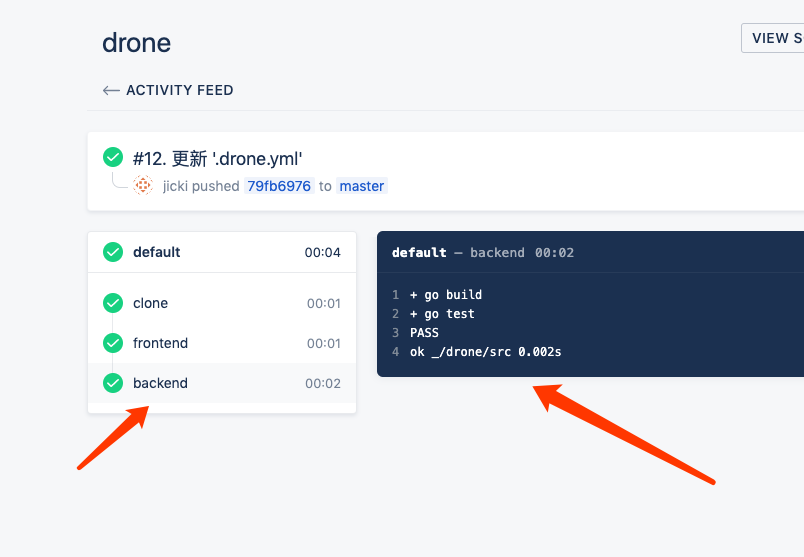 drone
VIEW S
← ACTIVITY FEED
#12. 更新 '.drone.yml'
jicki pushed 79fb6976 to master
default 00:04
clone 00:01
frontend 00:01
backend 00:02
default — backend 00:02
1 + go build
2 + go test
3 PASS
4 ok _/drone/src 0.002s